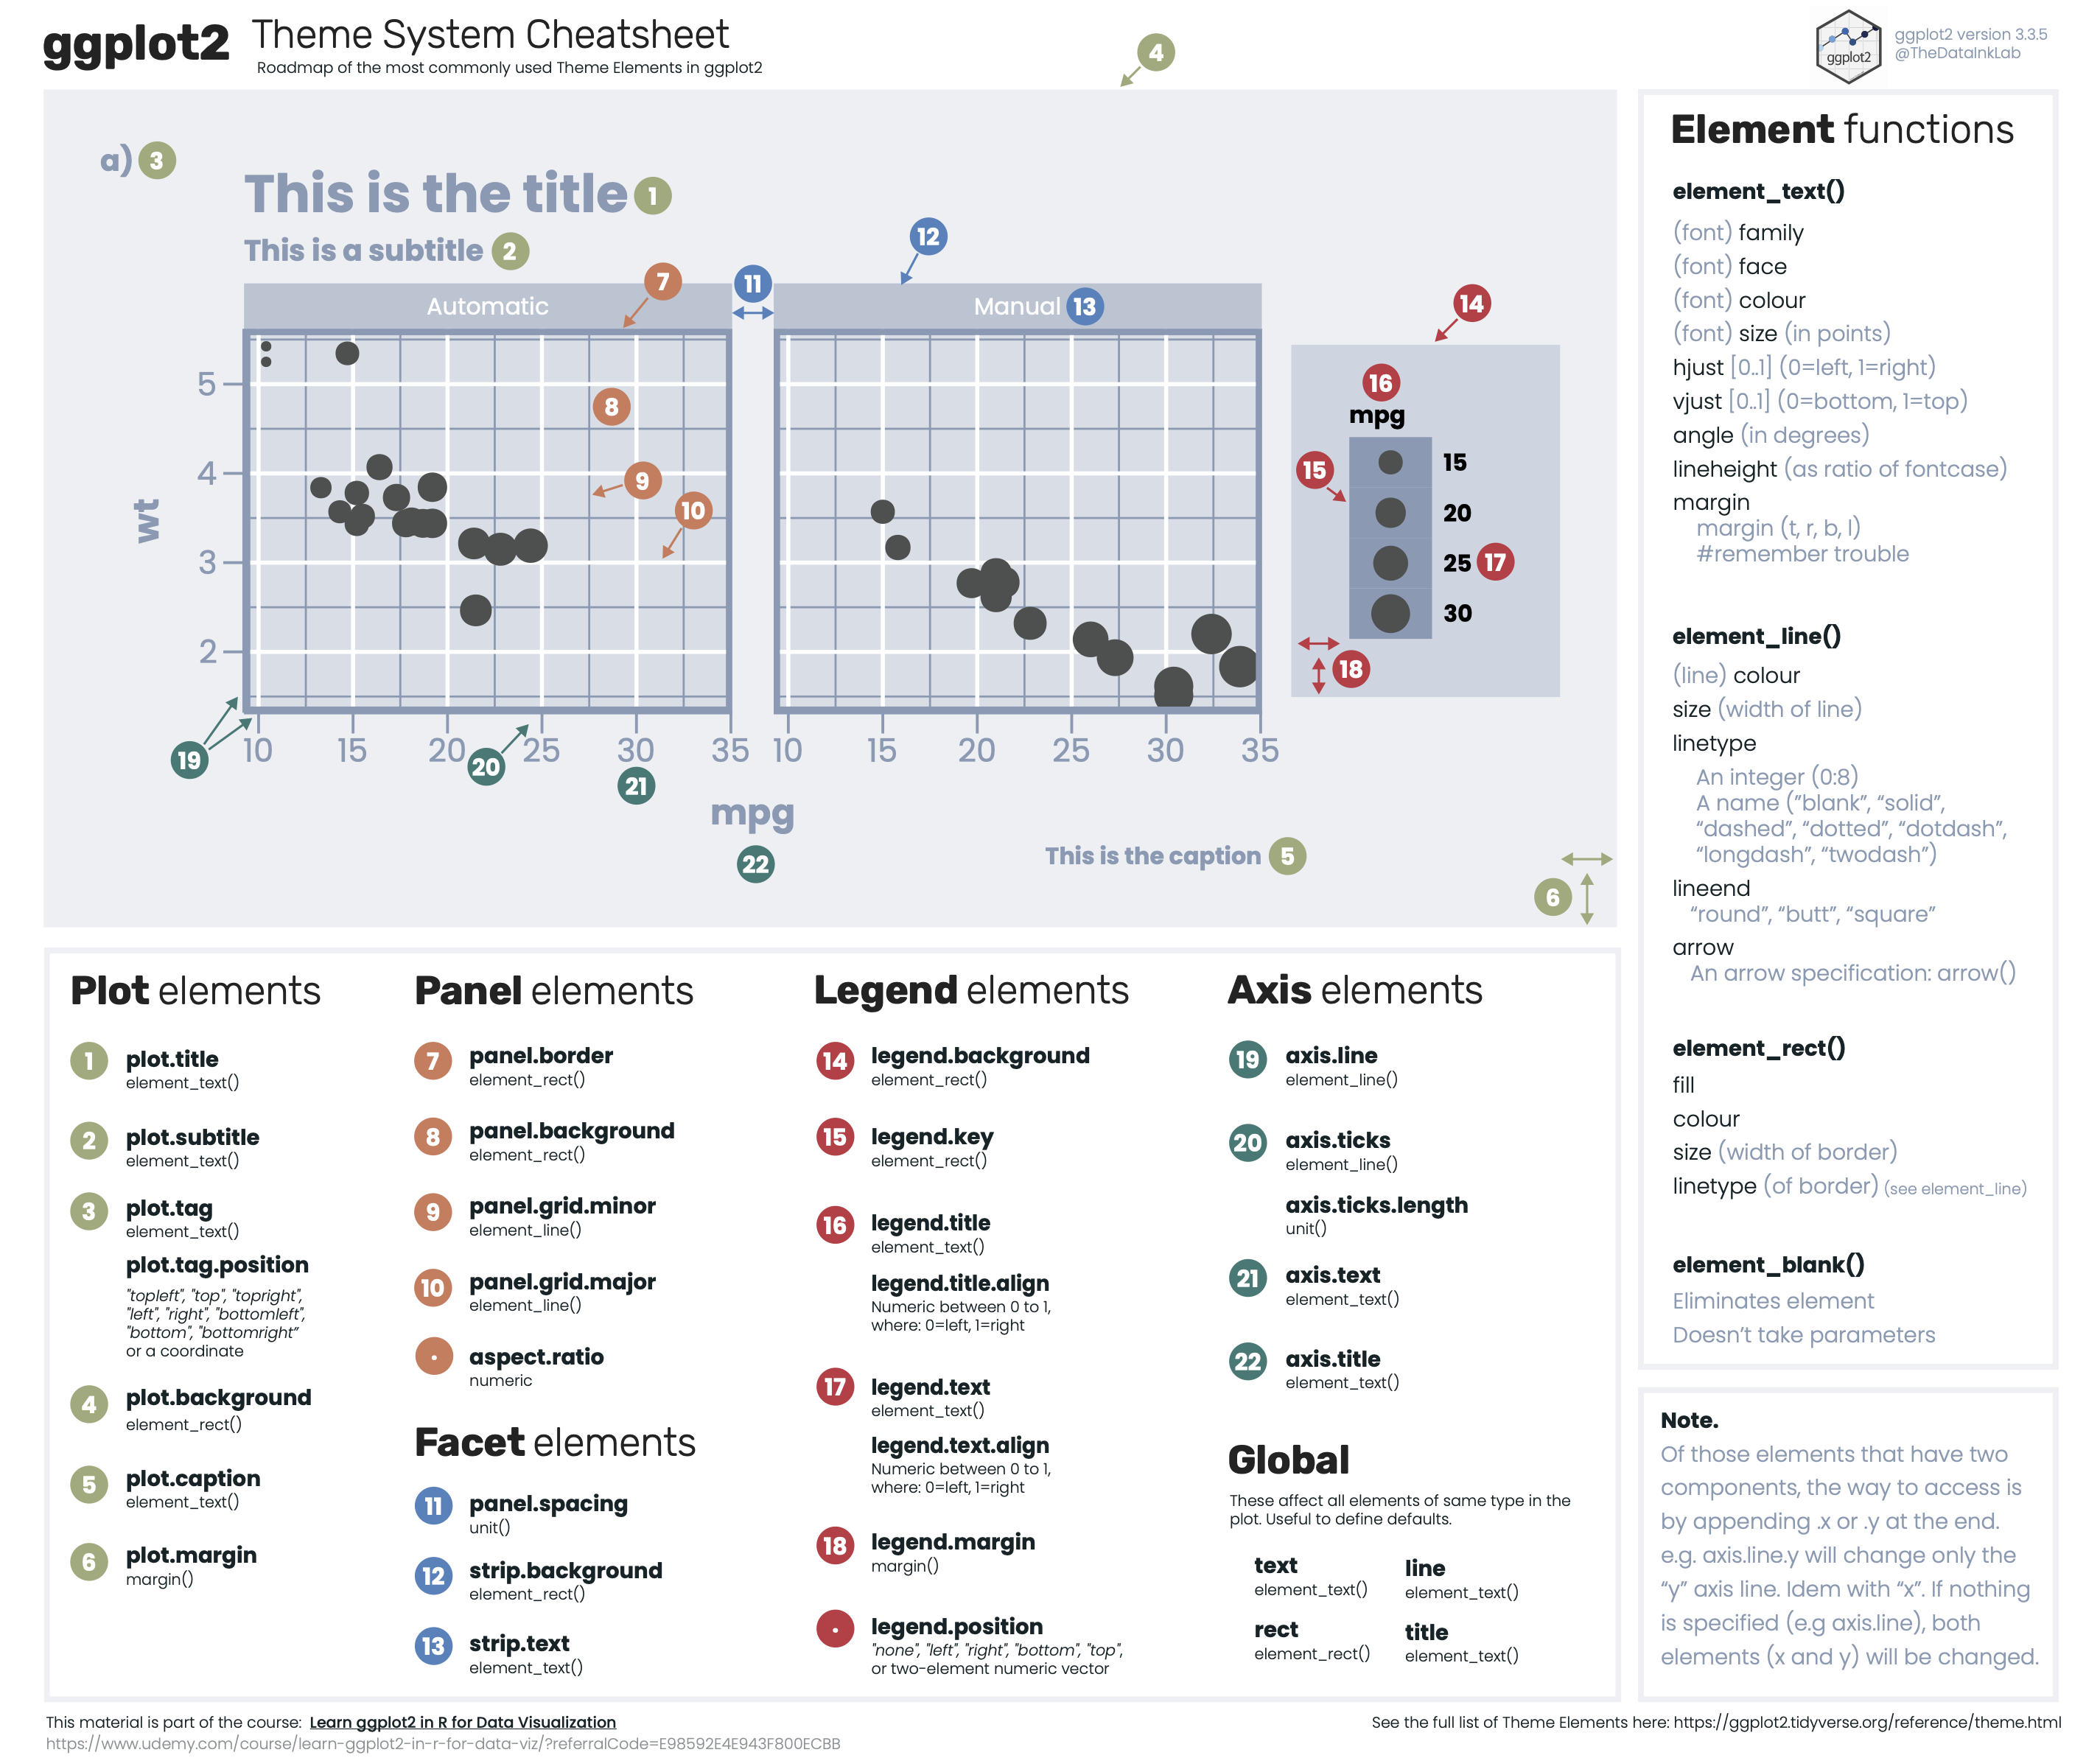 ggplot2 Theme System Cheatsheet
Roadmap of the most commonly used Theme Elements in ggplot2
ggplot2
ggplot2 version 3.3.5
@TheDataInkLab
4
a) 3
This is the title 1
This is a subtitle 2
7
11
12
Automatic
Manual 13
14
8
9
10
5
4
3
2
wt
16
mpg
15
15
20
25 17
30
18
19
10 15 20 25 30 35
10 15 20 25 30 35
20
21
mpg
22
This is the caption 5
6
Plot elements
1 plot.title
element_text()
2 plot.subtitle
element_text()
3 plot.tag
element_text()
plot.tag.position
"topleft", "top", "topright",
"left", "right", "bottomleft",
"bottom", "bottomright”
or a coordinate
4 plot.background
element_rect()
5 plot.caption
element_text()
6 plot.margin
margin()
Panel elements
7 panel.border
element_rect()
8 panel.background
element_rect()
9 panel.grid.minor
element_line()
10 panel.grid.major
element_line()
aspect.ratio
numeric
Facet elements
11 panel.spacing
unit()
12 strip.background
element_rect()
13 strip.text
element_text()
Legend elements
14 legend.background
element_rect()
15 legend.key
element_rect()
16 legend.title
element_text()
legend.title.align
Numeric between 0 to 1,
where: 0=left, 1=right
17 legend.text
element_text()
legend.text.align
Numeric between 0 to 1,
where: 0=left, 1=right
18 legend.margin
margin()
legend.position
"none", "left", "right", "bottom", "top",
or two-element numeric vector
Axis elements
19 axis.line
element_line()
20 axis.ticks
element_line()
axis.ticks.length
unit()
21 axis.text
element_text()
22 axis.title
element_text()
Global
These affect all elements of same type in the
plot. Useful to define defaults.
text
element_text()
line
element_text()
rect
element_rect()
title
element_text()
Element functions
element_text()
(font) family
(font) face
(font) colour
(font) size (in points)
hjust [0..1] (0=left, 1=right)
vjust [0..1] (0=bottom, 1=top)
angle (in degrees)
lineheight (as ratio of fontcase)
margin
margin (t, r, b, l)
#remember trouble
element_line()
(line) colour
size (width of line)
linetype
An integer (0:8)
A name (”blank”, “solid”,
“dashed”, “dotted”, “dotdash”,
“longdash”, “twodash”)
lineend
“round”, “butt”, “square”
arrow
An arrow specification: arrow()
element_rect()
fill
colour
size (width of border)
linetype (of border) (see element_line)
element_blank()
Eliminates element
Doesn’t take parameters
Note.
Of those elements that have two
components, the way to access is
by appending .x or .y at the end.
e.g. axis.line.y will change only the
“y” axis line. Idem with “x”. If nothing
is specified (e.g axis.line), both
elements (x and y) will be changed.
This material is part of the course: Learn ggplot2 in R for Data Visualization
https://www.udemy.com/course/learn-ggplot2-in-r-for-data-viz/?referralCode=E98592E4E943F800ECBB
See the full list of Theme Elements here: https://ggplot2.tidyverse.org/reference/theme.html